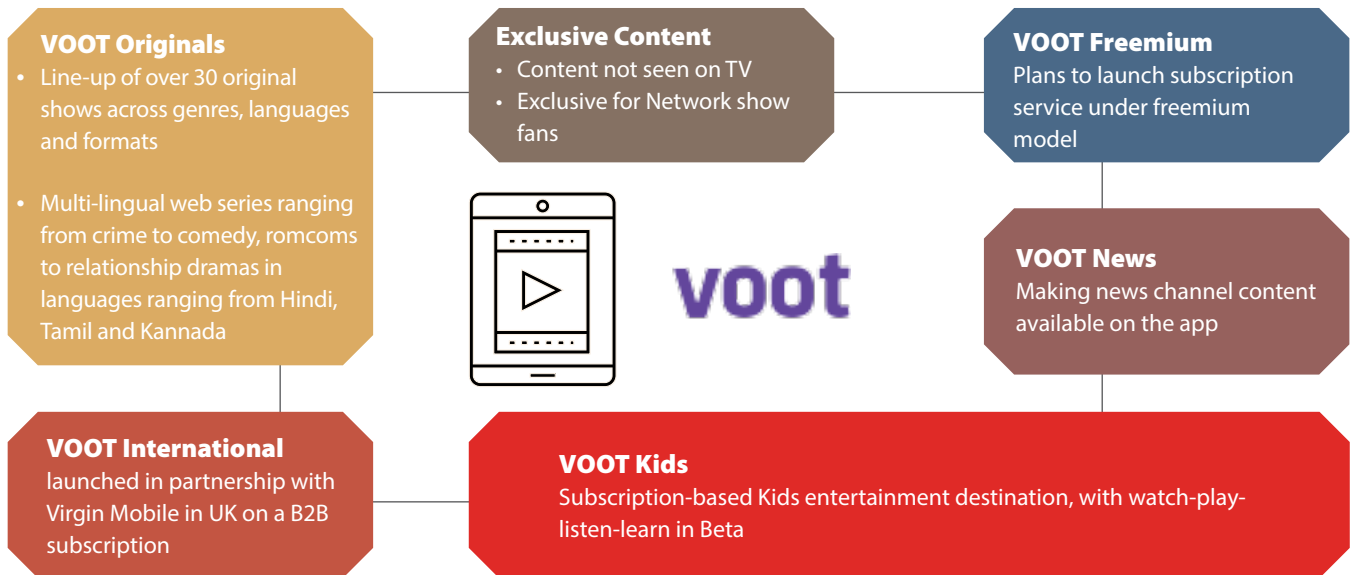 VOOT Originals
• Line-up of over 30 original
shows across genres, languages
and formats
• Multi-lingual web series ranging
from crime to comedy, romcoms
to relationship dramas in
languages ranging from Hindi,
Tamil and Kannada
Exclusive Content
• Content not seen on TV
• Exclusive for Network show
fans
VOOT Freemium
Plans to launch subscription
service under freemium
model
voot
VOOT News
Making news channel content
available on the app
VOOT International
launched in partnership with
Virgin Mobile in UK on a B2B
subscription
VOOT Kids
Subscription-based Kids entertainment destination, with watch-play-
listen-learn in Beta